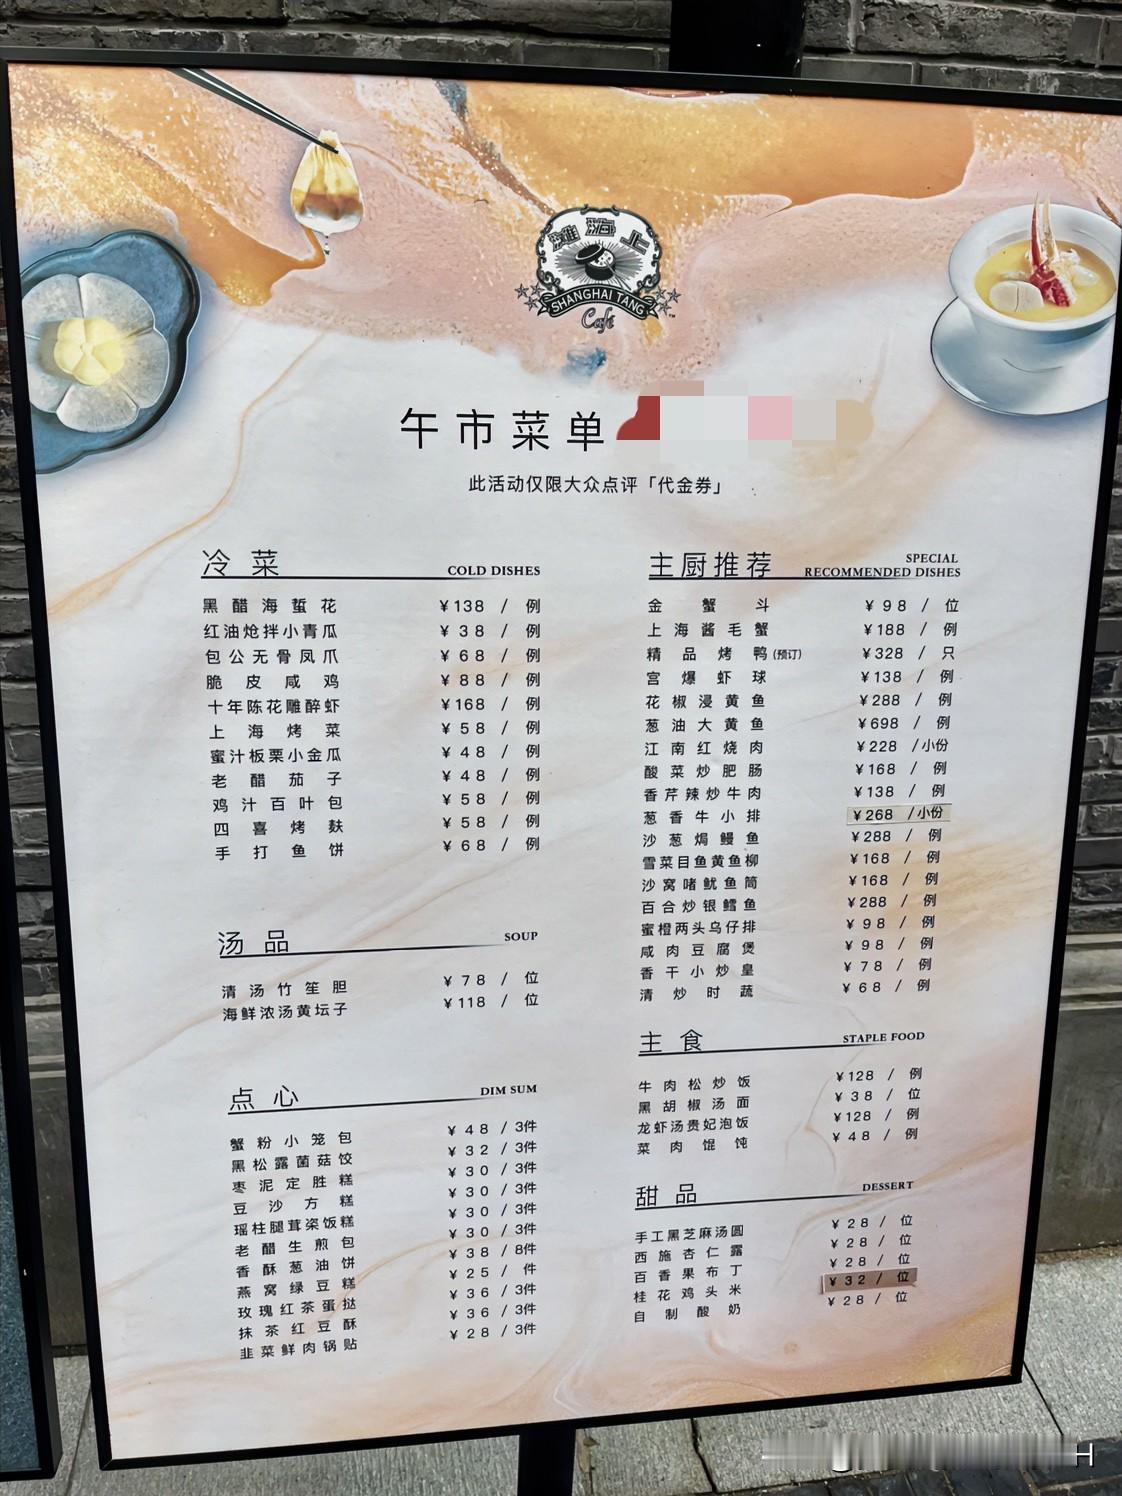 上海滩
SHANGHAI TANG
Café
午市菜单
此活动仅限大众点评「代金券」
冷菜 COLD DISHES
黑醋海蜇花 ¥138 / 例
红油炝拌小青瓜 ¥38 / 例
包公无骨凤爪 ¥68 / 例
脆皮咸鸡 ¥88 / 例
十年陈花雕醉虾 ¥168 / 例
上海烤菜 ¥58 / 例
蜜汁板栗小金瓜 ¥48 / 例
老醋茄子 ¥48 / 例
鸡汁百叶包 ¥58 / 例
四喜烤麸 ¥58 / 例
手打鱼饼 ¥68 / 例
汤品 SOUP
清汤竹笙胆 ¥78 / 位
海鲜浓汤黄坛子 ¥118 / 位
点心 DIM SUM
蟹粉小笼包 ¥48 / 3件
黑松露菌菇饺 ¥32 / 3件
枣泥定胜糕 ¥30 / 3件
豆沙方糕 ¥30 / 3件
瑶柱腿茸粢饭糕 ¥30 / 3件
老醋生煎包 ¥30 / 3件
香酥葱油饼 ¥38 / 8件
燕窝绿豆糕 ¥25 / 件
玫瑰红茶蛋挞 ¥36 / 3件
抹茶红豆酥 ¥36 / 3件
韭菜鲜肉锅贴 ¥28 / 3件
主厨推荐 SPECIAL RECOMMENDED DISHES
金蟹斗 ¥98 / 位
上海酱毛蟹 ¥188 / 例
精品烤鸭(预订) ¥328 / 只
宫爆虾球 ¥138 / 例
花椒浸黄鱼 ¥288 / 例
葱油大黄鱼 ¥698 / 例
江南红烧肉 ¥228 /小份
酸菜炒肥肠 ¥168 / 例
香芹辣炒牛肉 ¥138 / 例
葱香牛小排 ¥268 /小份
沙葱焗鳗鱼 ¥288 / 例
雪菜目鱼黄鱼柳 ¥168 / 例
沙窝啫鱿鱼筒 ¥168 / 例
百合炒银鳕鱼 ¥288 / 例
蜜橙两头乌仔排 ¥98 / 例
咸肉豆腐煲 ¥98 / 例
香干小炒皇 ¥78 / 例
清炒时蔬 ¥68 / 例
主食 STAPLE FOOD
牛肉松炒饭 ¥128 / 例
黑胡椒汤面 ¥38 / 位
龙虾汤贵妃泡饭 ¥128 / 例
菜肉馄饨 ¥48 / 例
甜品 DESSERT
手工黑芝麻汤圆 ¥28 / 位
西施杏仁露 ¥28 / 位
百香果布丁 ¥28 / 位
桂花鸡头米 ¥32 / 位
自制酸奶 ¥28 / 位
H